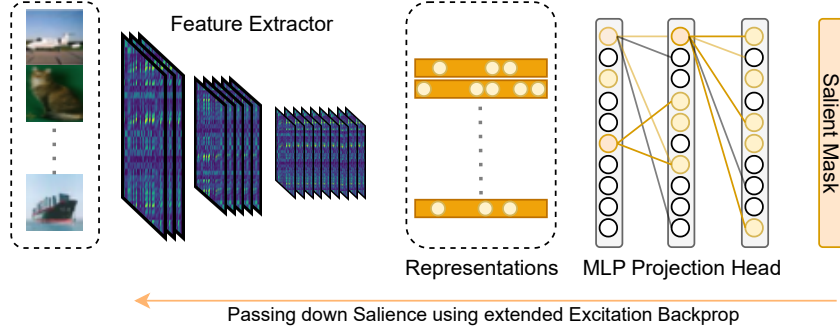 Feature Extractor
Salient Mask
Representations
MLP Projection Head
Passing down Salience using extended Excitation Backprop